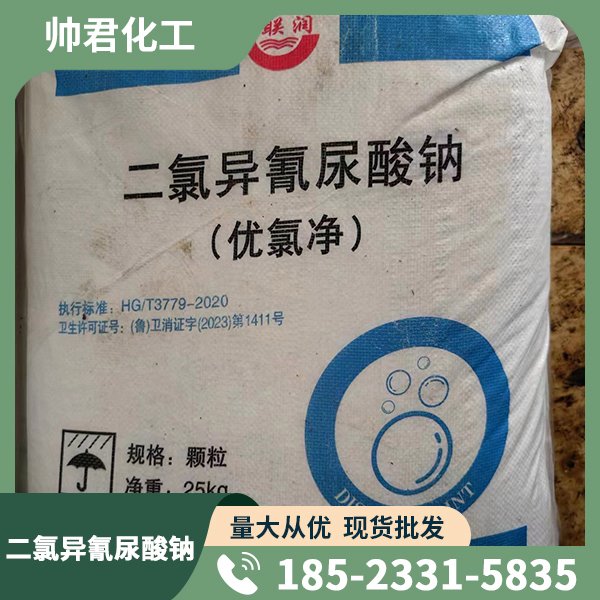 帅君化工
联润
二氯异氰尿酸钠
（优氯净）
执行标准：HG/T3779-2020
卫生许可证号：(鲁)卫消证字(2023)第1411号
规格：颗粒
净重：25kg
二氯异氰尿酸钠
量大从优 现货批发
185-2331-5835